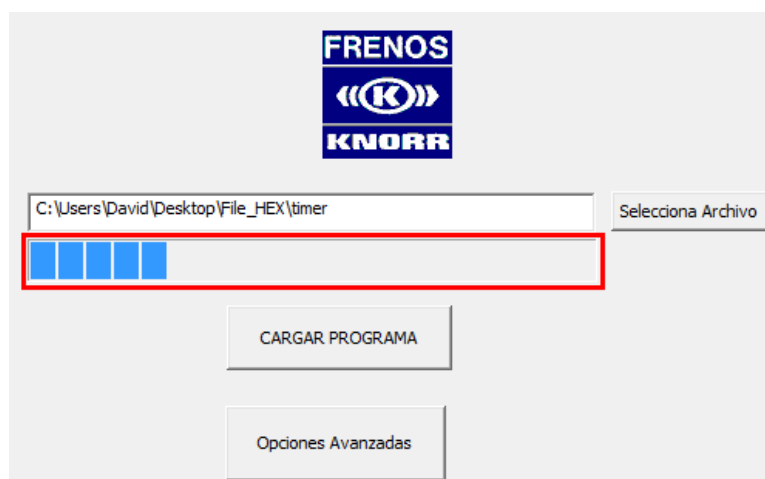 FRENOS
((K))
KNORR
C:\Users\David\Desktop\File_HEX\timer
Selecciona Archivo
CARGAR PROGRAMA
Opciones Avanzadas